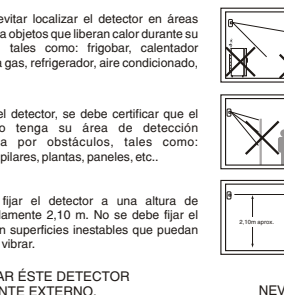 evitar localizar el detector en áreas
a objetos que liberan calor durante su
tales como: frigobar, calentador
a gas, refrigerador, aire condicionado,
el detector, se debe certificar que el
o tenga su área de detección
a por obstáculos, tales como:
pilares, plantas, paneles, etc..
fijar el detector a una altura de
damente 2,10 m. No se debe fijar el
n superficies inestables que puedan
vibrar.
2,10m aprox.
AR ÉSTE DETECTOR
NTE EXTERNO.
NEV